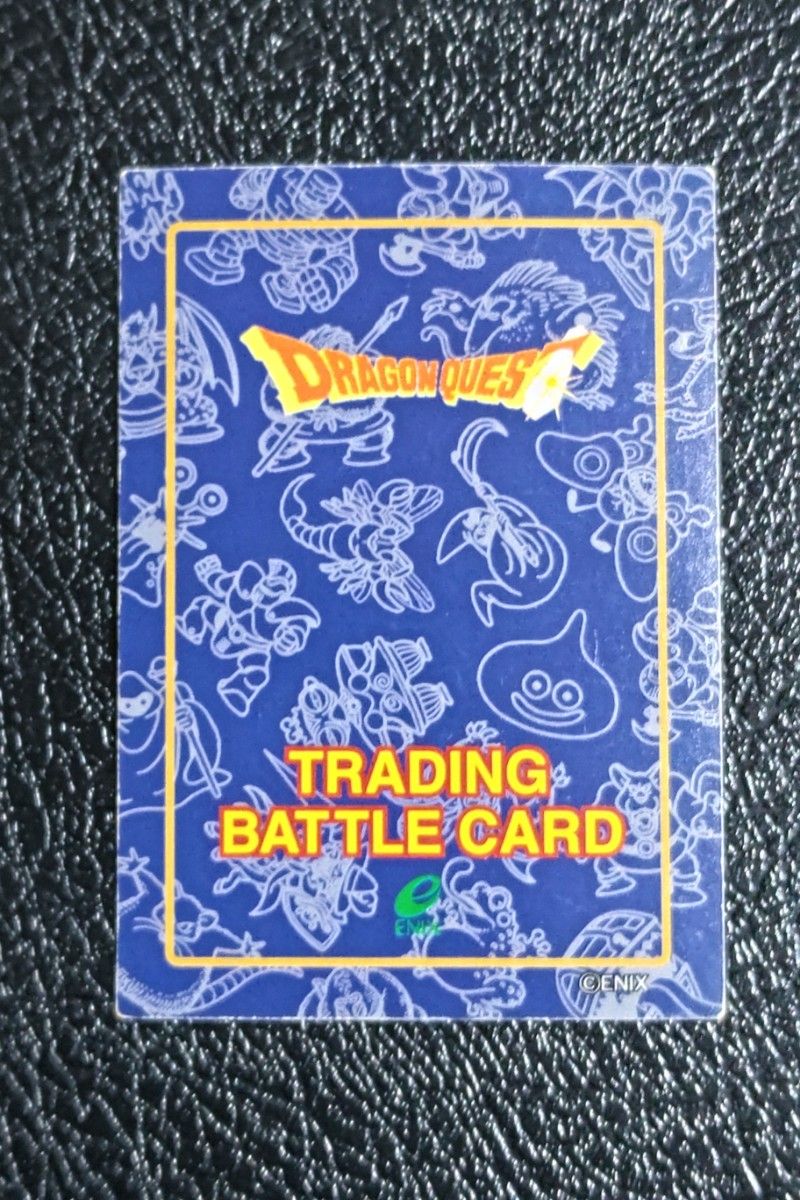 DRAGON QUEST
TRADING
BATTLE CARD
ENIX
©ENIX